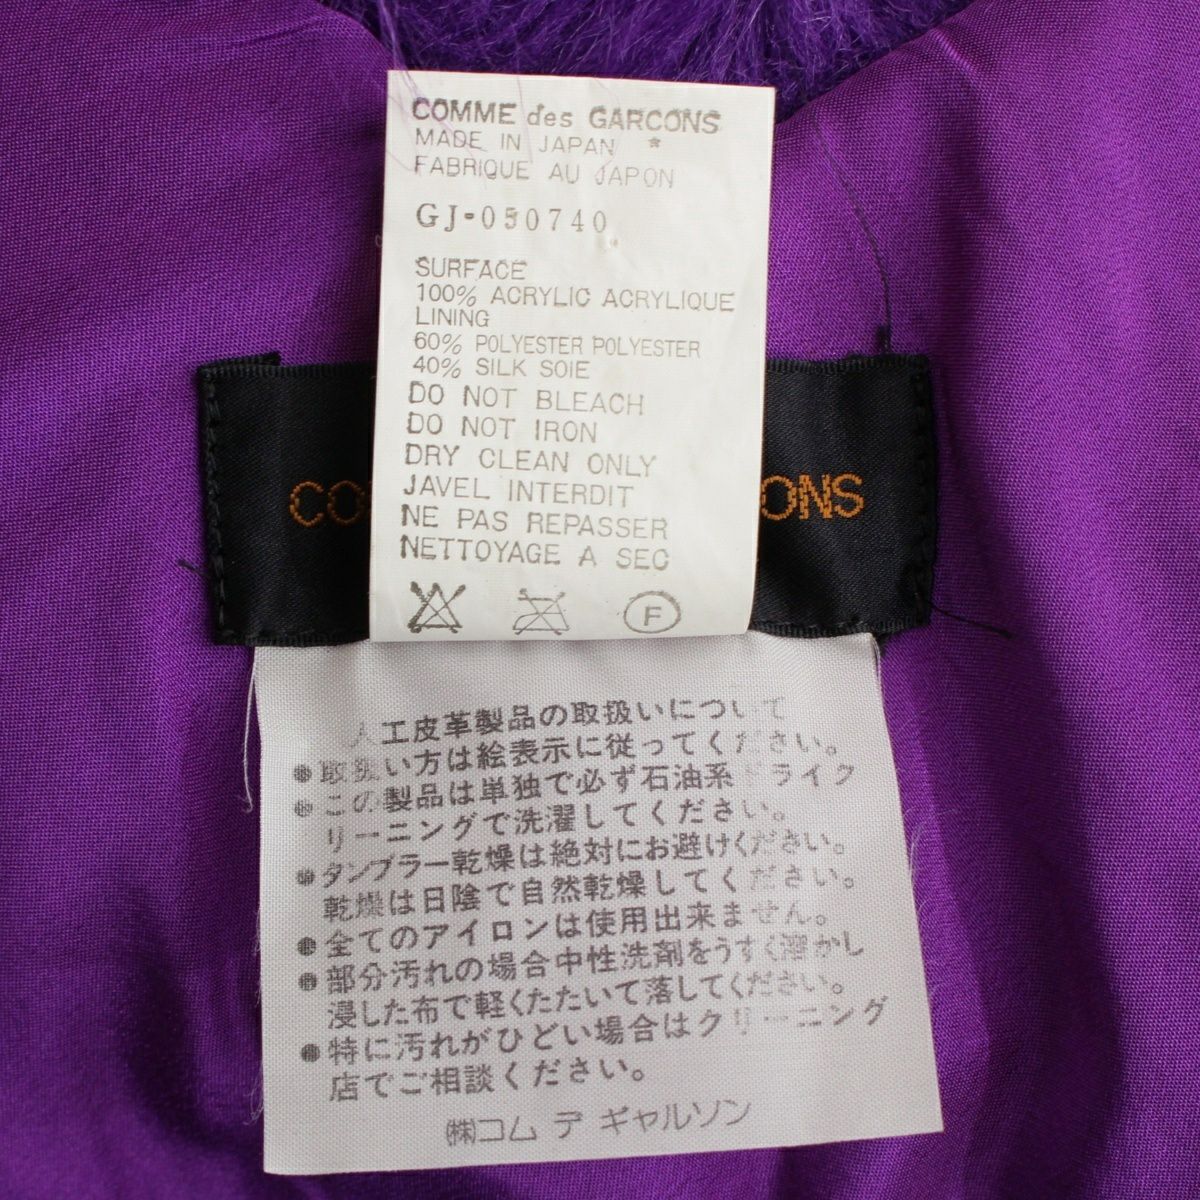 COMME des GARCONS
MADE IN JAPAN *
FABRIQUE AU JAPON
GJ-050740
SURFACE
100% ACRYLIC ACRYLIQUE
LINING
60% POLYESTER POLYESTER
40% SILK SOIE
DO NOT BLEACH
DO NOT IRON
DRY CLEAN ONLY
JAVEL INTERDIT
NE PAS REPASSER
NETTOYAGE A SEC
F
CO ONS
人工皮革製品の取扱いについて
●取扱い方は絵表示に従ってください。
●この製品は単独で必ず石油系ドライク
リーニングで洗濯してください。
●タンブラー乾燥は絶対にお避けください。
乾燥は日陰で自然乾燥してください。
●全てのアイロンは使用出来ません。
●部分汚れの場合中性洗剤をうすく溶かし
浸した布で軽くたたいて落してください。
●特に汚れがひどい場合はクリーニング
店でご相談ください。
㈱コム デ ギャルソン